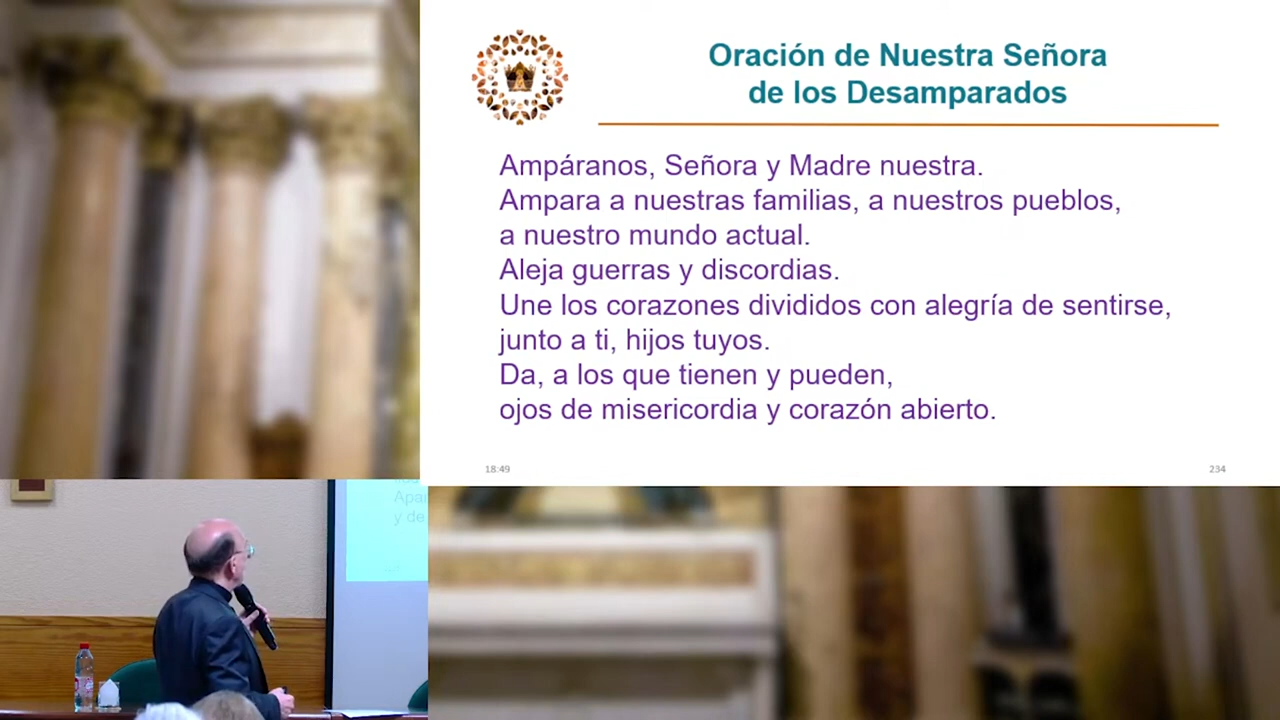 Oración de Nuestra Señora
de los Desamparados
Ampáranos, Señora y Madre nuestra.
Ampara a nuestras familias, a nuestros pueblos,
a nuestro mundo actual.
Aleja guerras y discordias.
Une los corazones divididos con alegría de sentirse,
junto a ti, hijos tuyos.
Da, a los que tienen y pueden,
ojos de misericordia y corazón abierto.
18:49
234
y de